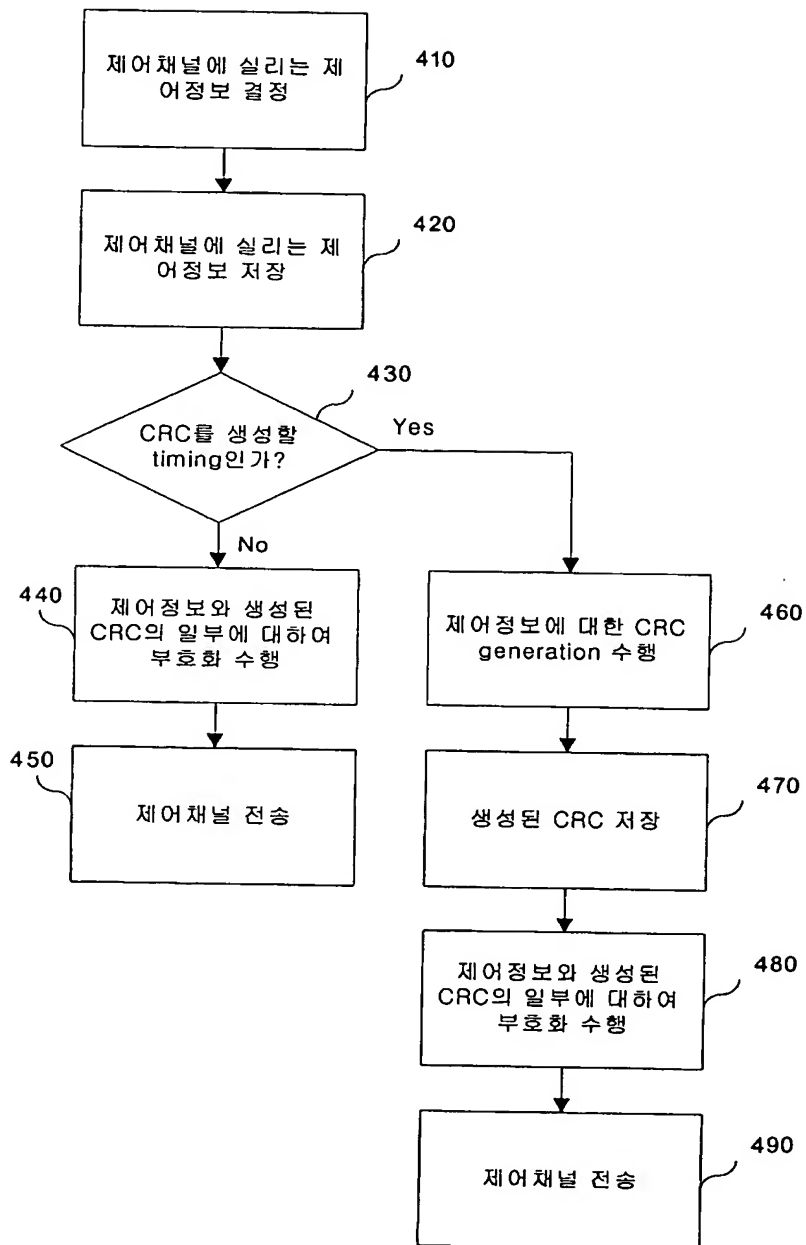 제어채널에 실리는 제
어정보 결정
410
제어채널에 실리는 제
어정보 저장
420
430
CRC를 생성할
timing인가?
Yes
No
440
제어정보와 생성된
CRC의 일부에 대하여
부호화 수행
제어정보에 대한 CRC
generation 수행
460
450
제어채널 전송
생성된 CRC 저장
470
제어정보와 생성된
CRC의 일부에 대하여
부호화 수행
480
제어채널 전송
490